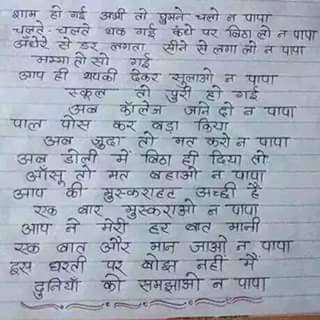 शाम हो गई अभी तो घुमने चलो न पापा
चलते-चलते थक गई कंधे पर बिठा लो न पापा
अँधेरे से डर लगता सीने से लगा लो न पापा
मम्मा तो सो गई
आप ही थपकी देकर सुलाओ न पापा
स्कूल तो पुरी हो गई
अब कॉलेज जाने दो न पापा
पाल पोस कर बड़ा किया
अब जुदा तो मत करो न पापा
अब डोली में बिठा ही दिया तो
आँसू तो मत बहाओ न पापा
आप की मुस्कराहट अच्छी है
एक बार मुस्कराओ न पापा
आप ने मेरी हर बात मानी
एक बात और मान जाओ न पापा
इस धरती पर बोझ नहीं मैं
दुनियाँ को समझाओ न पापा